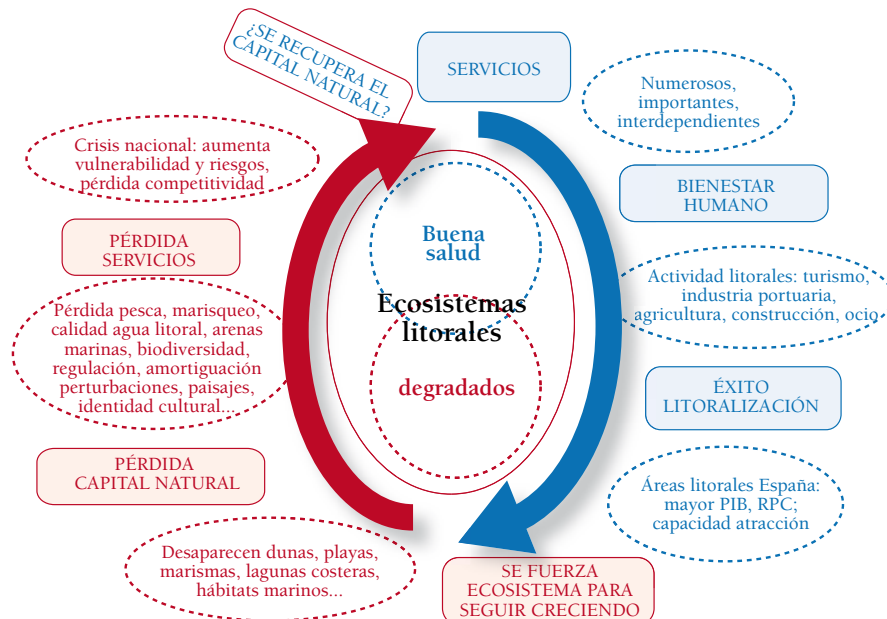 ¿SE RECUPERA EL
CAPITAL NATURAL?
SERVICIOS
Numerosos,
importantes,
interdependientes
BIENESTAR
HUMANO
Actividad litorales: turismo,
industria portuaria,
agricultura, construcción, ocio
ÉXITO
LITORALIZACIÓN
Áreas litorales España:
mayor PIB, RPC;
capacidad atracción
SE FUERZA
ECOSISTEMA PARA
SEGUIR CRECIENDO
Desaparecen dunas, playas,
marismas, lagunas costeras,
hábitats marinos...
PÉRDIDA
CAPITAL NATURAL
Pérdida pesca, marisqueo,
calidad agua litoral, arenas
marinas, biodiversidad,
regulación, amortiguación
perturbaciones, paisajes,
identidad cultural...
PÉRDIDA
SERVICIOS
Crisis nacional: aumenta
vulnerabilidad y riesgos,
pérdida competitividad
Buena
salud
Ecosistemas
litorales
degradados